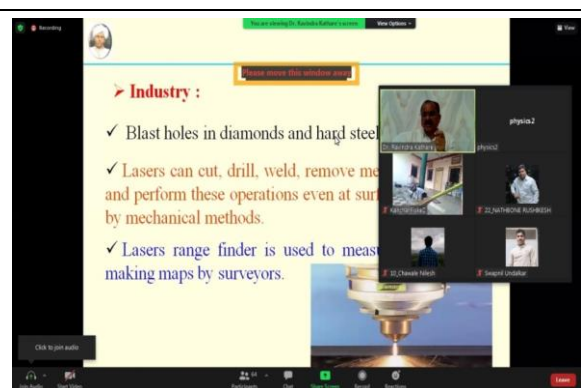 Recording
You are viewing Dr. Ravindra Kathare's screen
View Options
View
Please move this window away
➢ Industry :
✓ Blast holes in diamonds and hard steel
✓ Lasers can cut, drill, weld, remove me
and perform these operations even at sur
by mechanical methods.
✓ Lasers range finder is used to measu
making maps by surveyors.
Dr. Ravindra Kathare
physics2
physics2
22_NATHBONE RUSHIKESH
10_Chawale Nilesh
Swapnil Undalkar
Click to join audio
Join Audio
Start Video
64
Participants
Chat
Share Screen
Record
Reactions
Leave